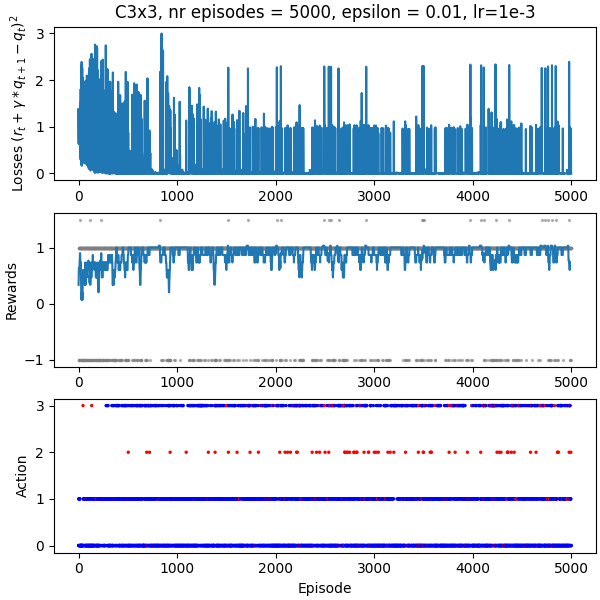 C3x3, nr episodes = 5000, epsilon = 0.01, lr=1e-3
Losses (r_t + γ * q_{t+1} − q_t)^2
3
2
1
0
0 1000 2000 3000 4000 5000
Rewards
1
0
−1
0 1000 2000 3000 4000 5000
Action
3
2
1
0
0 1000 2000 3000 4000 5000
Episode